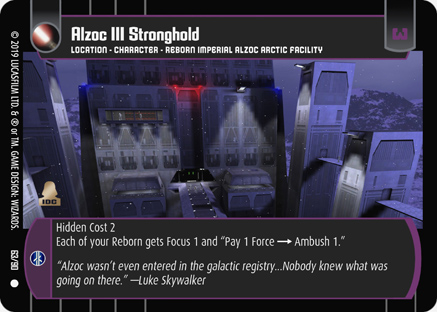 Alzoc III Stronghold
LOCATION - CHARACTER - REBORN IMPERIAL ALZOC ARCTIC FACILITY
IDC
Hidden Cost 2
Each of your Reborn gets Focus 1 and “Pay 1 Force → Ambush 1.”
“Alzoc wasn’t even entered in the galactic registry...Nobody knew what was
going on there.” —Luke Skywalker
© 2019 LUCASFILM LTD. & ® or TM. GAME DESIGN: WIZARDS.